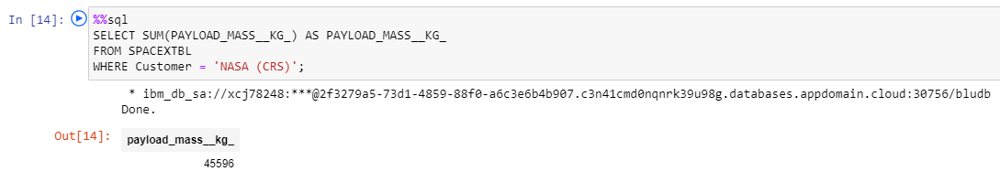 In [14]:
%%sql
SELECT SUM(PAYLOAD_MASS__KG_) AS PAYLOAD_MASS__KG_
FROM SPACEXTBL
WHERE Customer = 'NASA (CRS)';
* ibm_db_sa://xcj78248:***@2f3279a5-73d1-4859-88f0-a6c3e6b4b907.c3n41cmd0nqnrk39u98g.databases.appdomain.cloud:30756/bludb
Done.
Out[14]:
payload_mass__kg_
45596